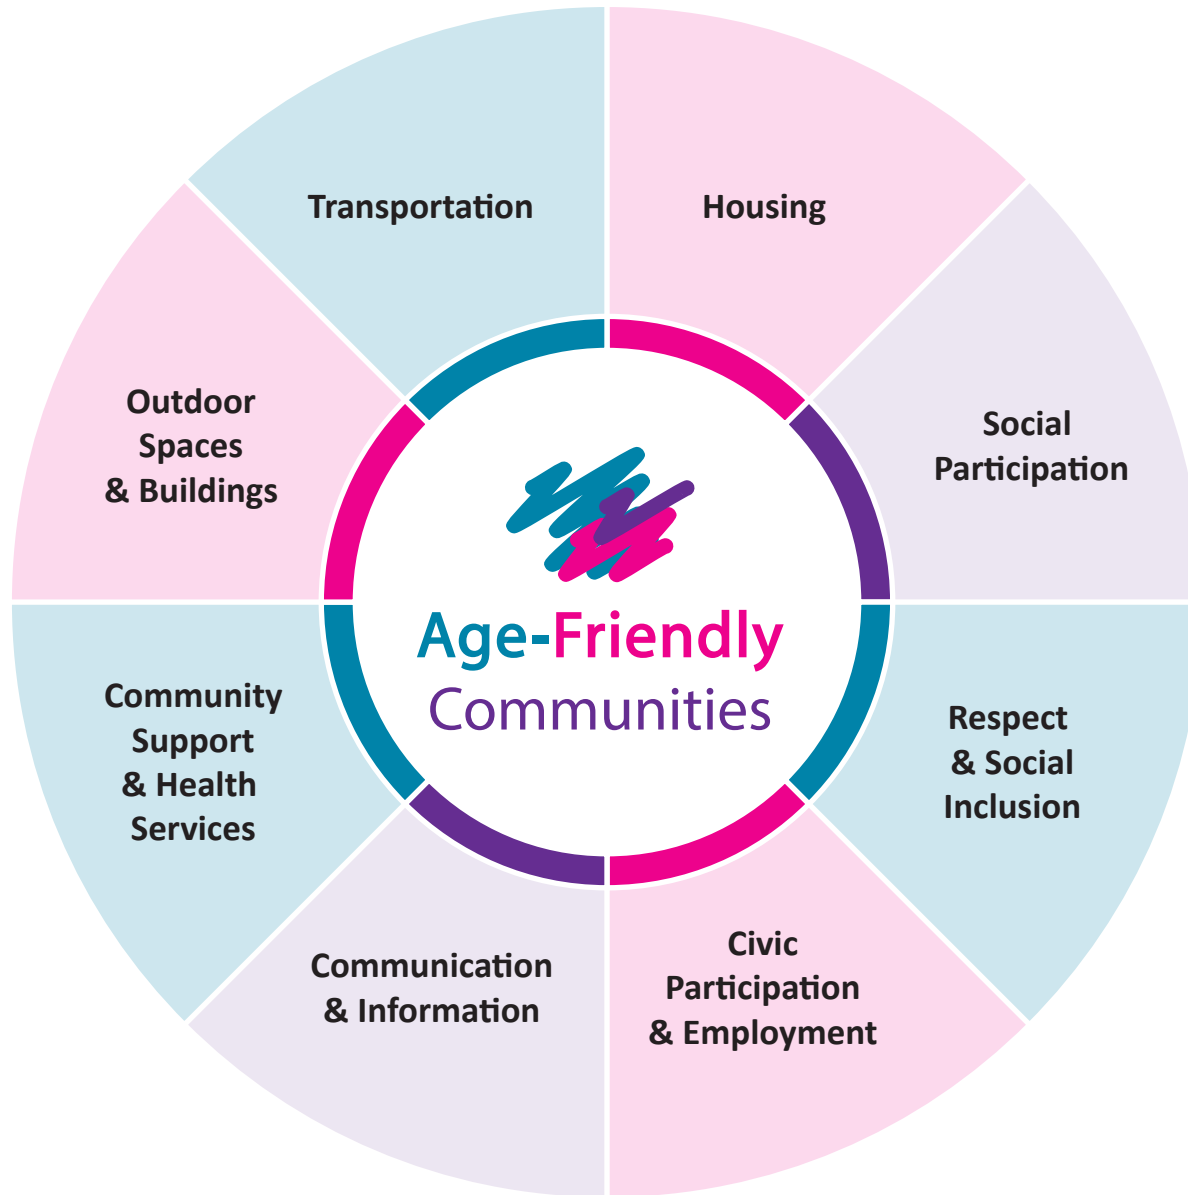 Transportation
Housing
Social
Participation
Respect
& Social
Inclusion
Civic
Participation
& Employment
Communication
& Information
Community
Support
& Health
Services
Outdoor
Spaces
& Buildings
Age-Friendly
Communities